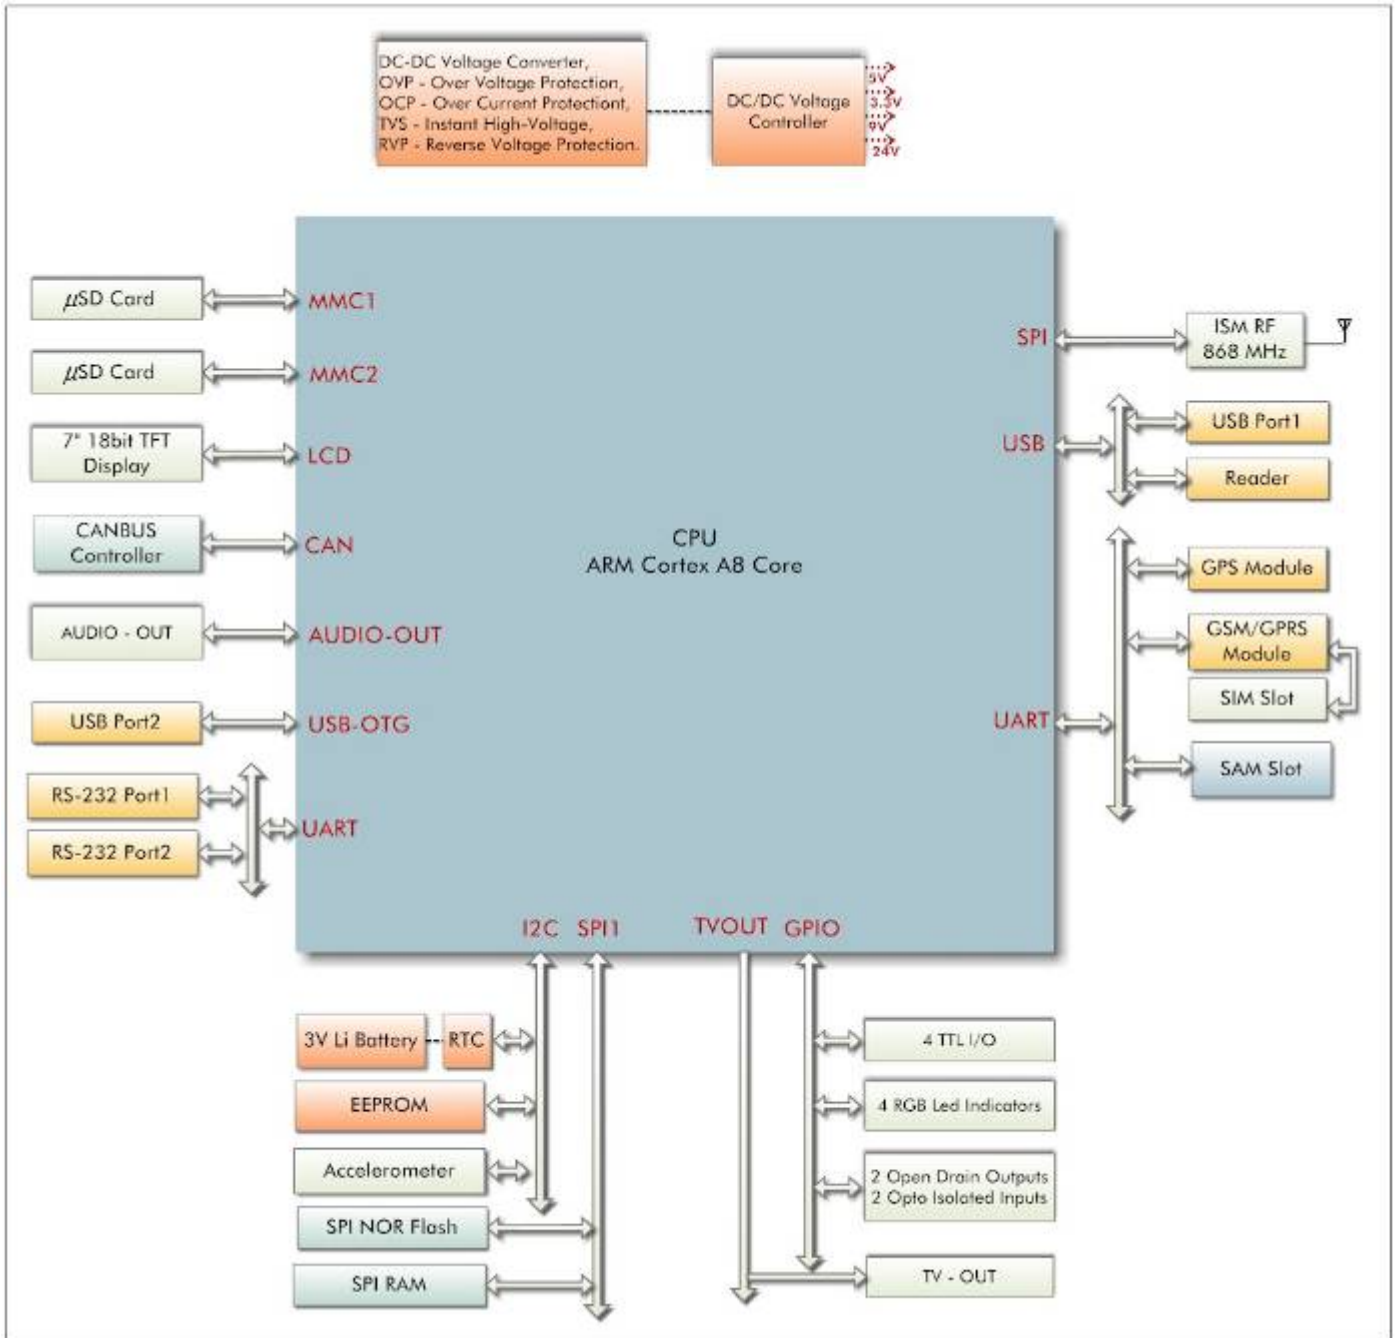 DC-DC Voltage Converter,
OVP - Over Voltage Protection,
OCP - Over Current Protectiont,
TVS - Instant High-Voltage,
RVP - Reverse Voltage Protection.
DC/DC Voltage
Controller
5V
3.3V
9V
24V
μSD Card
MMC1
μSD Card
MMC2
7" 18bit TFT
Display
LCD
CANBUS
Controller
CAN
AUDIO - OUT
AUDIO-OUT
USB Port2
USB-OTG
RS-232 Port1
RS-232 Port2
UART
CPU
ARM Cortex A8 Core
SPI
ISM RF
868 MHz
USB
USB Port1
Reader
UART
GPS Module
GSM/GPRS
Module
SIM Slot
SAM Slot
I2C
SPI1
TVOUT
GPIO
3V Li Battery
RTC
EEPROM
Accelerometer
SPI NOR Flash
SPI RAM
4 TTL I/O
4 RGB Led Indicators
2 Open Drain Outputs
2 Opto Isolated Inputs
TV - OUT